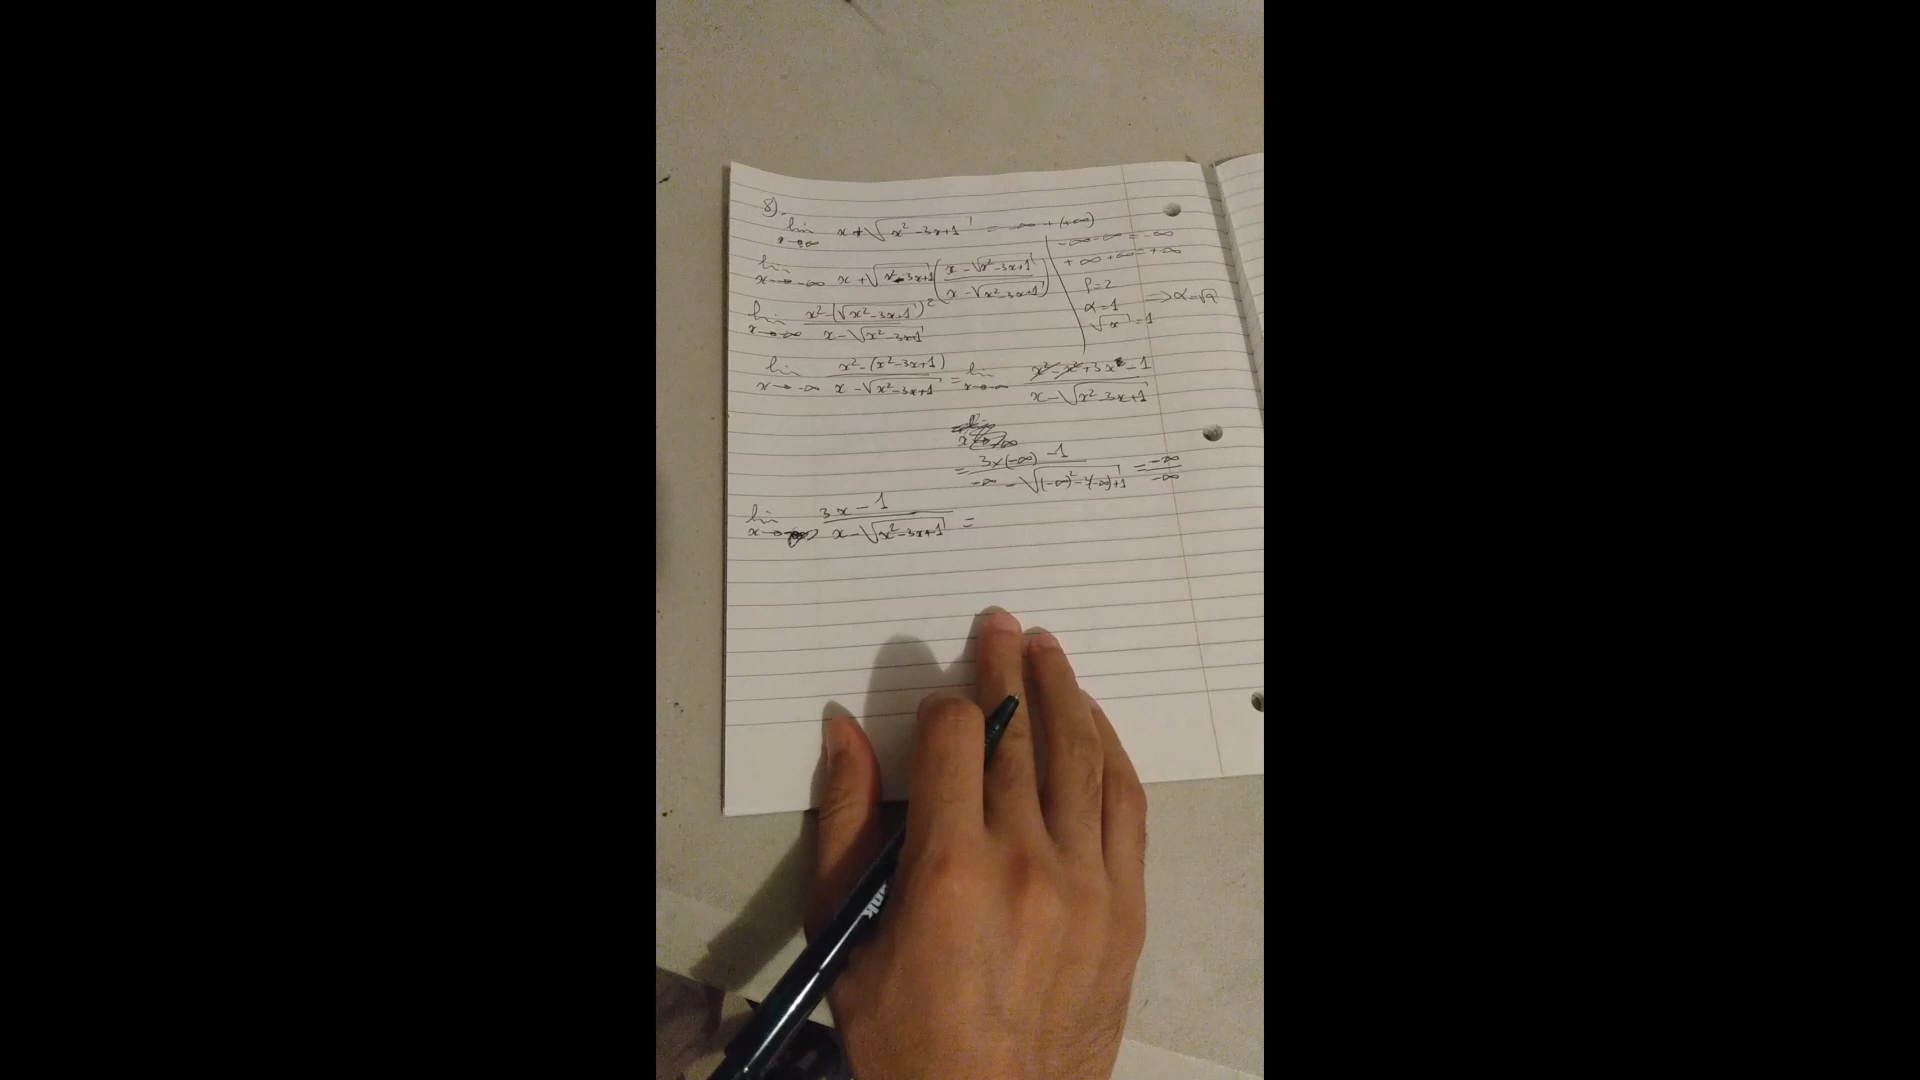 8).
lim x→-∞ x+√(x²-3x+1) = -∞+(+∞)
-∞-∞=-∞
+∞+∞=+∞
lim x→-∞ x+√(x²-3x+1) ( (x-√(x²-3x+1)) / (x-√(x²-3x+1)) )
P=2
α=1
√x=1
lim x→-∞ (x²-(√(x²-3x+1))²) / (x-√(x²-3x+1))
lim x→-∞ (x²-(x²-3x+1)) / (x-√(x²-3x+1)) = lim x→-∞ (x²-x²+3x-1) / (x-√(x²-3x+1))
= (3×(-∞)-1) / (-∞-√((-∞)²-3(-∞)+1)) = -∞/-∞
lim (3x-1) / (x-√(x²-3x+1)) =